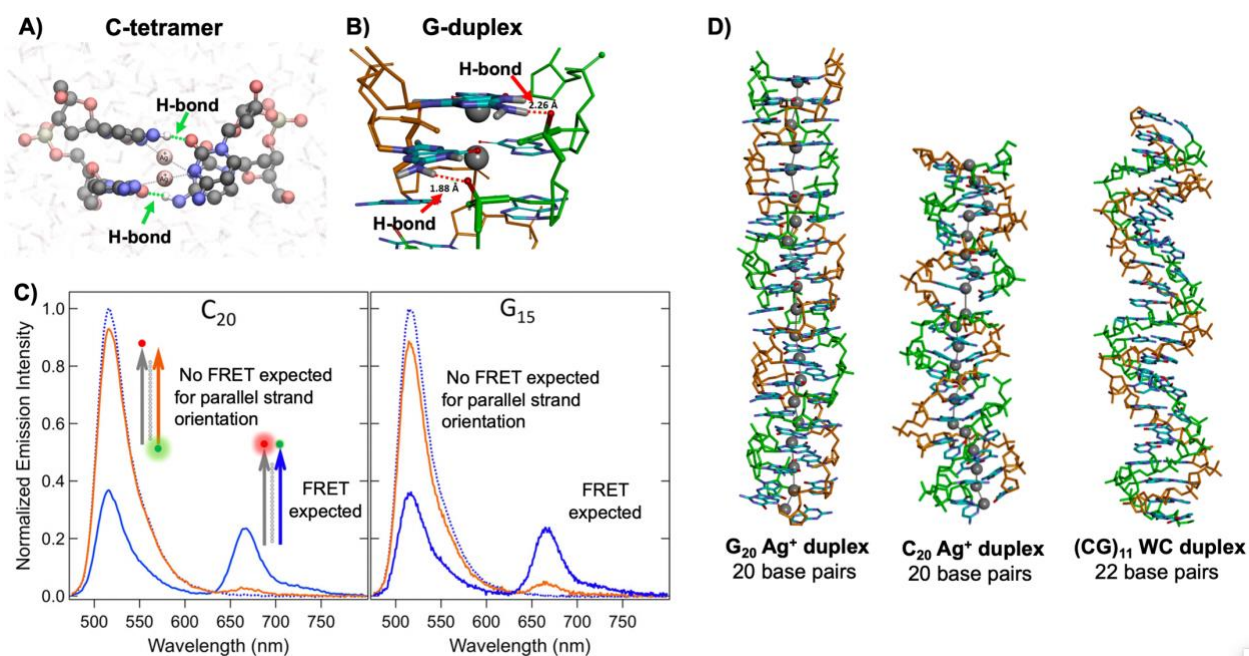 A)
C-tetramer
H-bond
Ag
Ag
H-bond
B)
G-duplex
H-bond
2.26 Å
1.88 Å
H-bond
C)
Normalized Emission Intensity
1.0
0.8
0.6
0.4
0.2
0.0
C20
No FRET expected
for parallel strand
orientation
FRET
expected
500
550
600
650
700
750
Wavelength (nm)
G15
No FRET expected
for parallel strand
orientation
FRET
expected
500
550
600
650
700
750
Wavelength (nm)
D)
G20 Ag+ duplex
20 base pairs
C20 Ag+ duplex
20 base pairs
(CG)11 WC duplex
22 base pairs